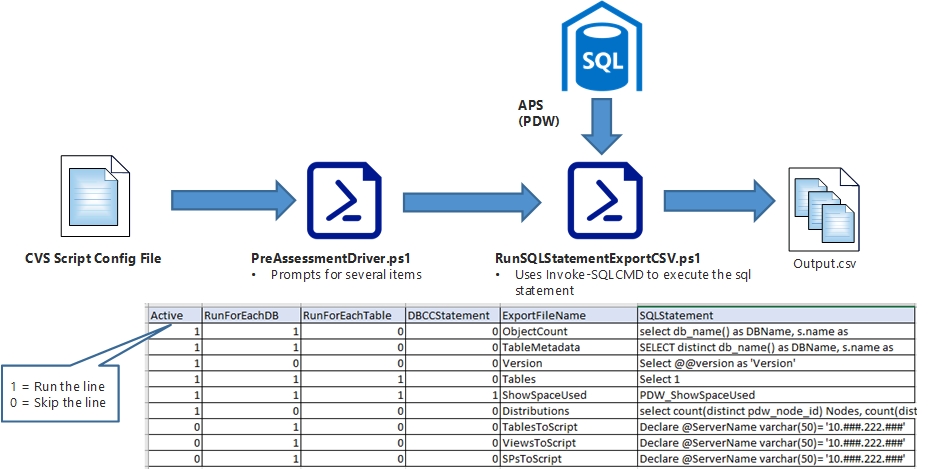 SQL
APS
(PDW)
CVS Script Config File
PreAssessmentDriver.ps1
• Prompts for several items
RunSQLStatementExportCSV.ps1
• Uses Invoke-SQLCMD to execute the sql
statement
Output.csv
Active RunForEachDB RunForEachTable DBCCStatement ExportFileName SQLStatement
1 1 0 0 ObjectCount select db_name() as DBName, s.name as
1 1 0 0 TableMetadata SELECT distinct db_name() as DBName, s.name as
1 0 0 0 Version Select @@version as 'Version'
1 1 1 0 Tables Select 1
1 1 1 1 ShowSpaceUsed PDW_ShowSpaceUsed
1 0 0 0 Distributions select count(distinct pdw_node_id) Nodes, count(dist
0 1 0 0 TablesToScript Declare @ServerName varchar(50)= '10.###.222.###'
0 1 0 0 ViewsToScript Declare @ServerName varchar(50)= '10.###.222.###'
0 1 0 0 SPsToScript Declare @ServerName varchar(50)= '10.###.222.###'
1 = Run the line
0 = Skip the line